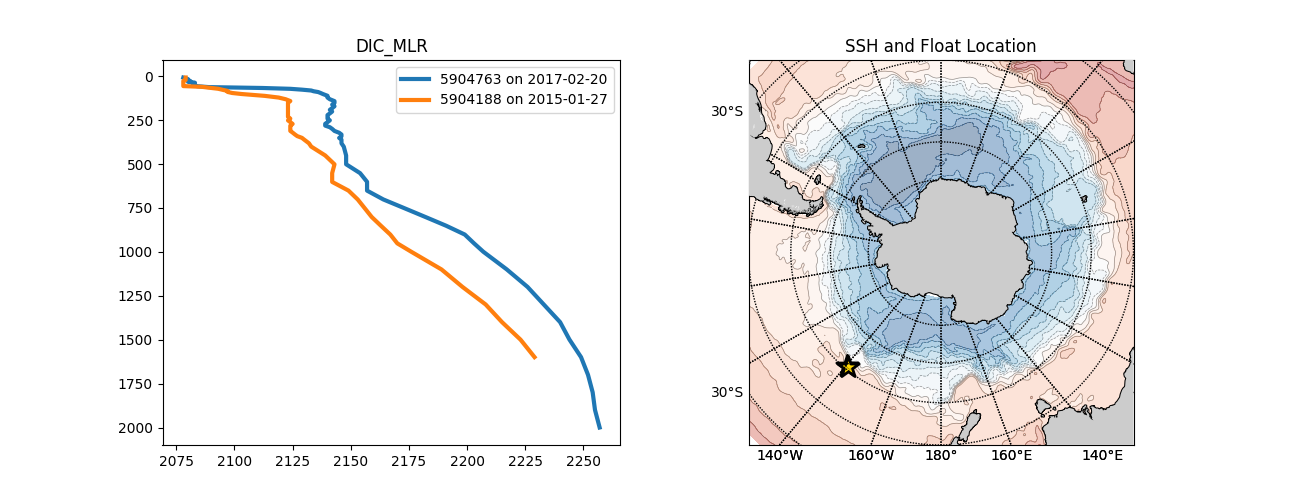 DIC_MLR
0
250
500
750
1000
1250
1500
1750
2000
2075
2100
2125
2150
2175
2200
2225
2250
5904763 on 2017-02-20
5904188 on 2015-01-27
SSH and Float Location
30°S
30°S
140°W
160°W
180°
160°E
140°E